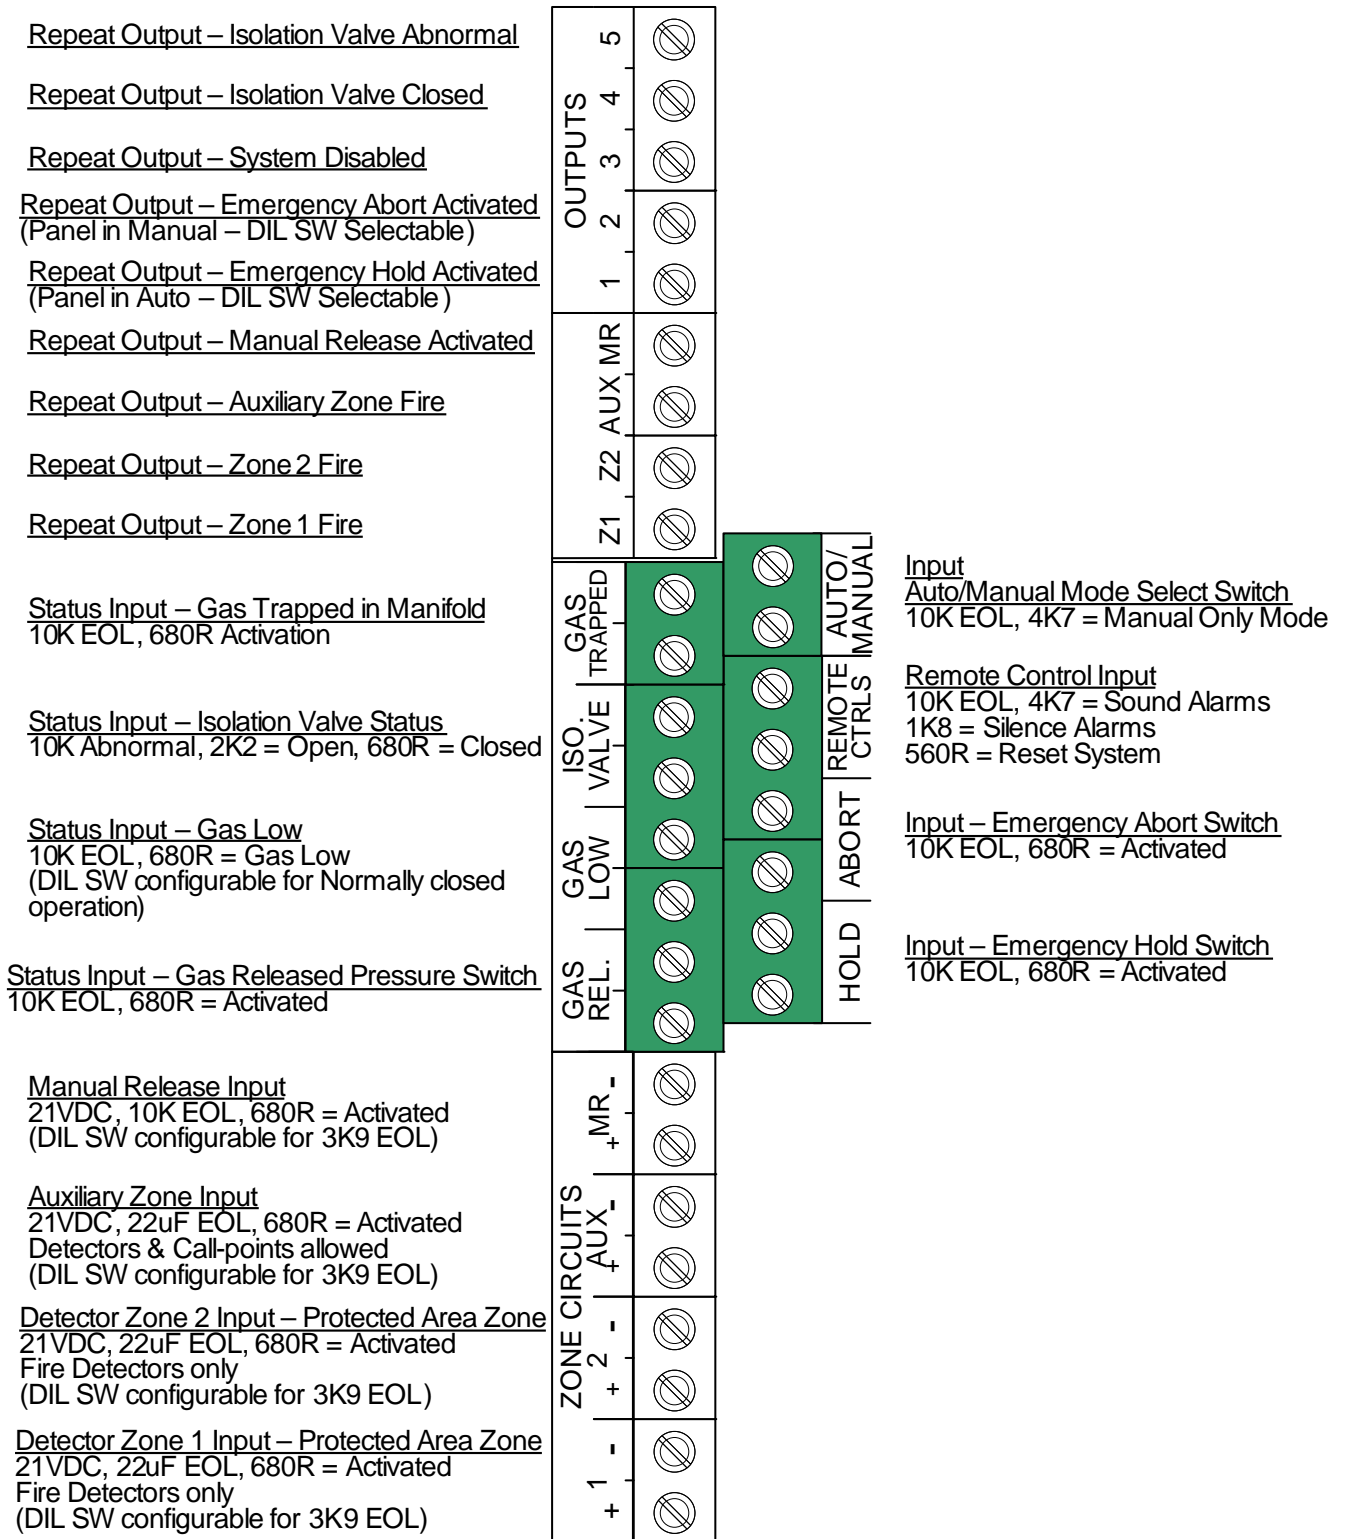 Repeat Output – Isolation Valve Abnormal
Repeat Output – Isolation Valve Closed
Repeat Output – System Disabled
Repeat Output – Emergency Abort Activated
(Panel in Manual – DIL SW Selectable)
Repeat Output – Emergency Hold Activated
(Panel in Auto – DIL SW Selectable)
Repeat Output – Manual Release Activated
Repeat Output – Auxiliary Zone Fire
Repeat Output – Zone 2 Fire
Repeat Output – Zone 1 Fire
Status Input – Gas Trapped in Manifold
10K EOL, 680R Activation
Status Input – Isolation Valve Status
10K Abnormal, 2K2 = Open, 680R = Closed
Status Input – Gas Low
10K EOL, 680R = Gas Low
(DIL SW configurable for Normally closed
operation)
Status Input – Gas Released Pressure Switch
10K EOL, 680R = Activated
Manual Release Input
21VDC, 10K EOL, 680R = Activated
(DIL SW configurable for 3K9 EOL)
Auxiliary Zone Input
21VDC, 22uF EOL, 680R = Activated
Detectors & Call-points allowed
(DIL SW configurable for 3K9 EOL)
Detector Zone 2 Input – Protected Area Zone
21VDC, 22uF EOL, 680R = Activated
Fire Detectors only
(DIL SW configurable for 3K9 EOL)
Detector Zone 1 Input – Protected Area Zone
21VDC, 22uF EOL, 680R = Activated
Fire Detectors only
(DIL SW configurable for 3K9 EOL)
OUTPUTS
5
4
3
2
1
MR
AUX
Z2
Z1
GAS
TRAPPED
ISO.
VALVE
GAS
LOW
GAS
REL.
ZONE CIRCUITS
+ MR -
+ AUX -
+ 2 -
+ 1 -
AUTO/
MANUAL
REMOTE
CTRLS
ABORT
HOLD
Input
Auto/Manual Mode Select Switch
10K EOL, 4K7 = Manual Only Mode
Remote Control Input
10K EOL, 4K7 = Sound Alarms
1K8 = Silence Alarms
560R = Reset System
Input – Emergency Abort Switch
10K EOL, 680R = Activated
Input – Emergency Hold Switch
10K EOL, 680R = Activated